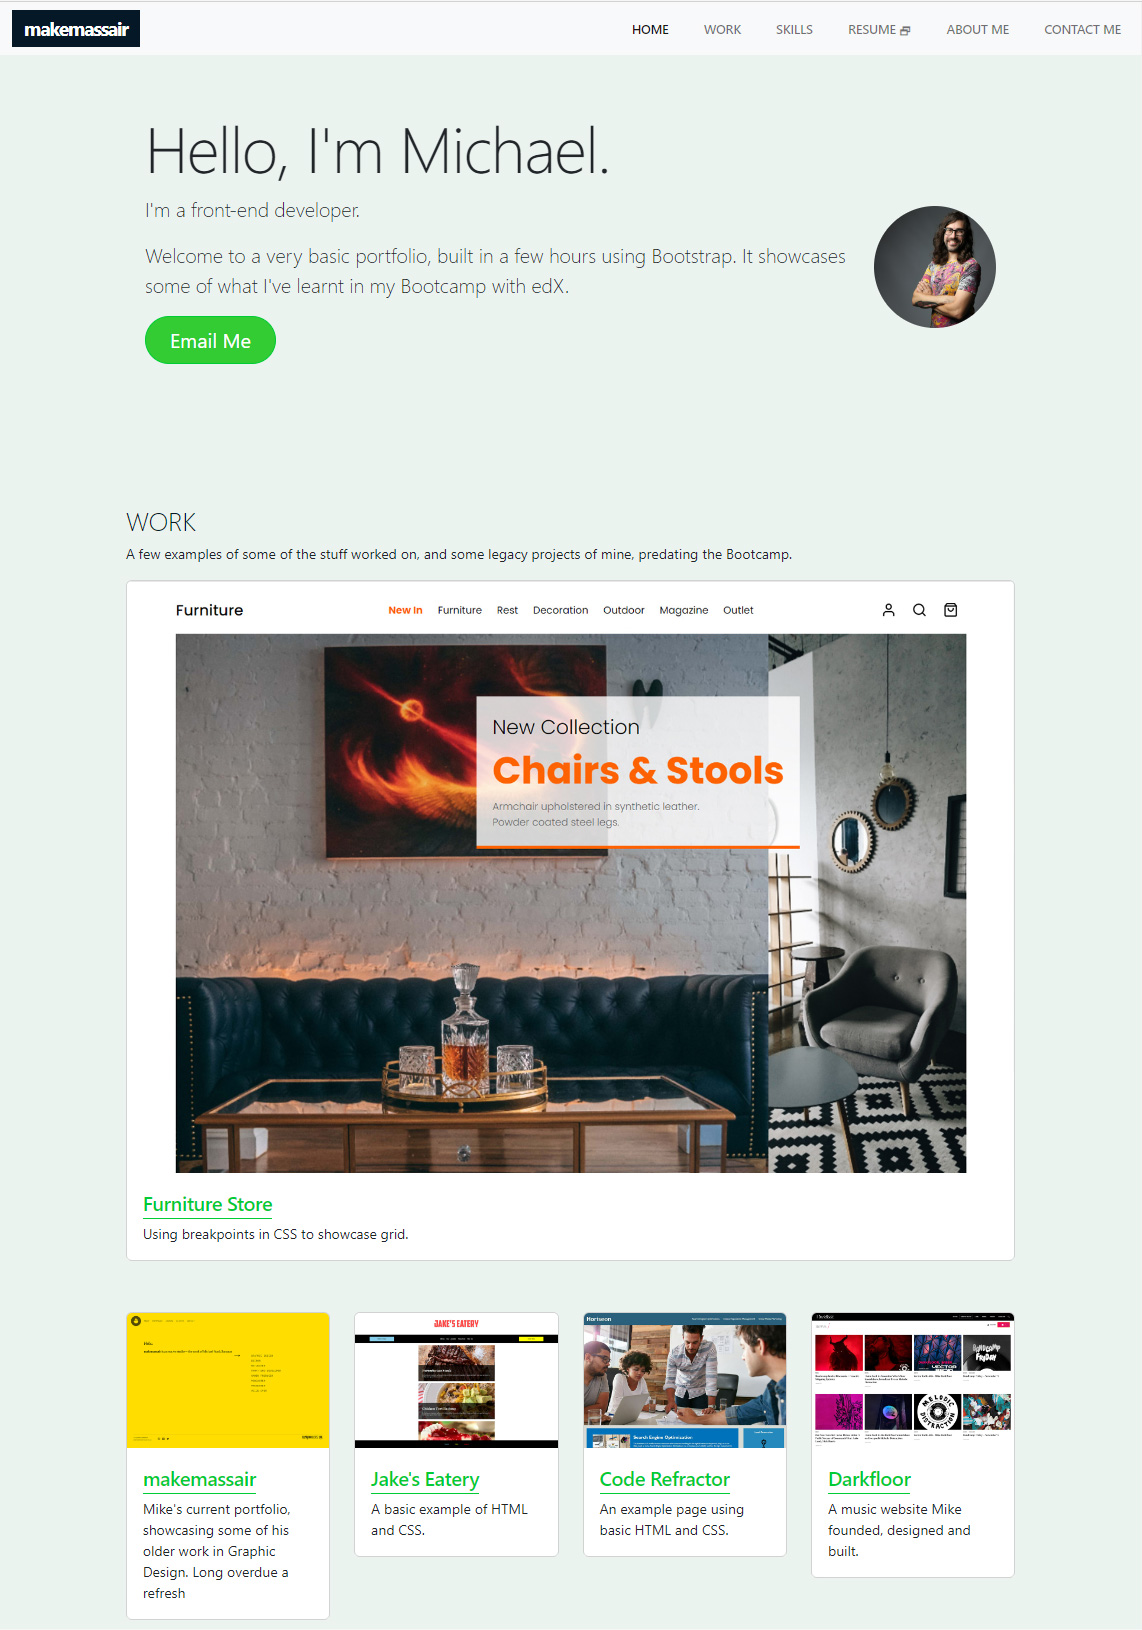 makemassair
HOME WORK SKILLS RESUME ABOUT ME CONTACT ME
Hello, I'm Michael.
I'm a front-end developer.
Welcome to a very basic portfolio, built in a few hours using Bootstrap. It showcases
some of what I've learnt in my Bootcamp with edX.
Email Me
WORK
A few examples of some of the stuff worked on, and some legacy projects of mine, predating the Bootcamp.
Furniture
New In Furniture Rest Decoration Outdoor Magazine Outlet
New Collection
Chairs & Stools
Armchair upholstered in synthetic leather.
Powder coated steel legs.
Furniture Store
Using breakpoints in CSS to showcase grid.
makemassair
Mike's current portfolio,
showcasing some of his
older work in Graphic
Design. Long overdue a
refresh
JAKE'S EATERY
Jake's Eatery
A basic example of HTML
and CSS.
Horiseon
Search Engine Optimization
Code Refractor
An example page using
basic HTML and CSS.
BANDCAMP
FRIDAY
MELODIC
DISTRACTION
Darkfloor
A music website Mike
founded, designed and
built.